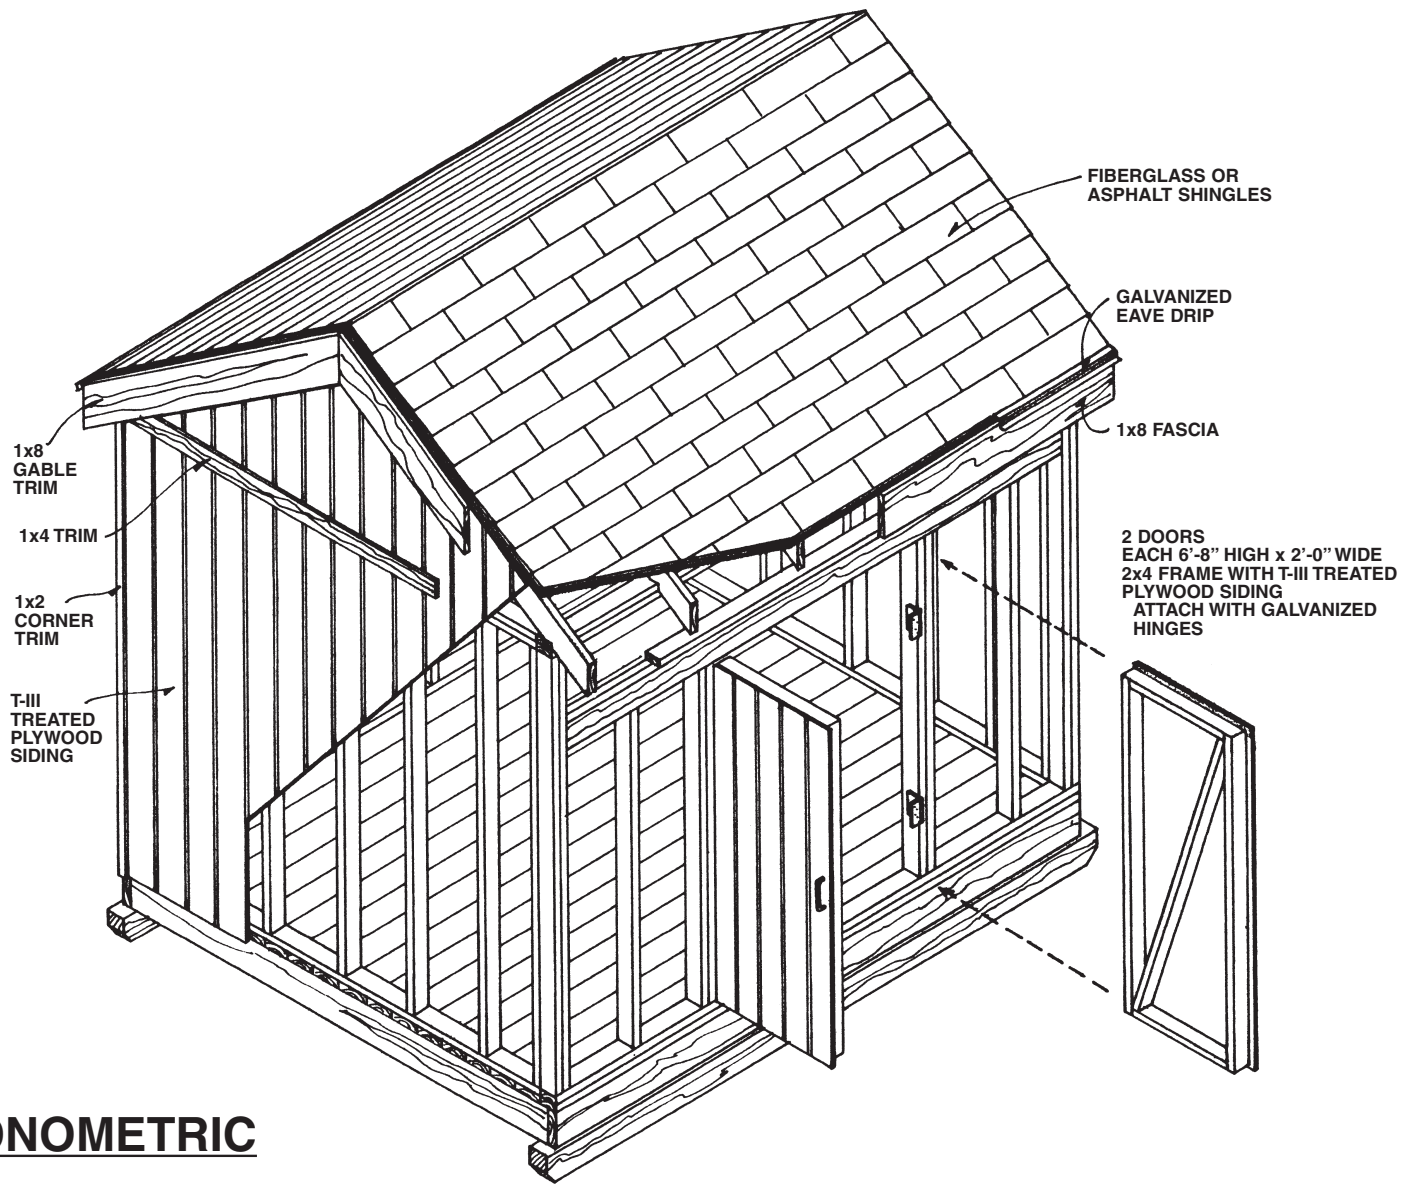 FIBERGLASS OR
ASPHALT SHINGLES
GALVANIZED
EAVE DRIP
1x8 FASCIA
1x8
GABLE
TRIM
1x4 TRIM
1x2
CORNER
TRIM
T-III
TREATED
PLYWOOD
SIDING
2 DOORS
EACH 6'-8" HIGH x 2'-0" WIDE
2x4 FRAME WITH T-III TREATED
PLYWOOD SIDING
ATTACH WITH GALVANIZED
HINGES
ONOMETRIC